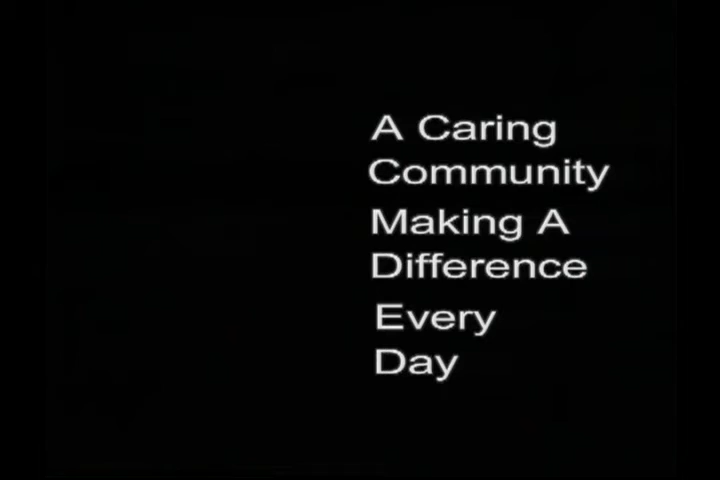 A Caring
Community
Making A
Difference
Every
Day